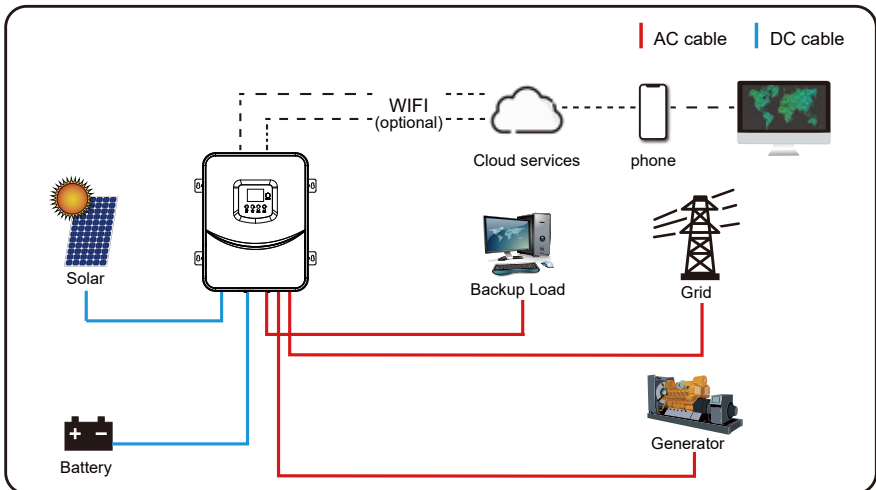 AC cable
DC cable
WIFI
(optional)
Cloud services
phone
Solar
Backup Load
Grid
Battery
Generator